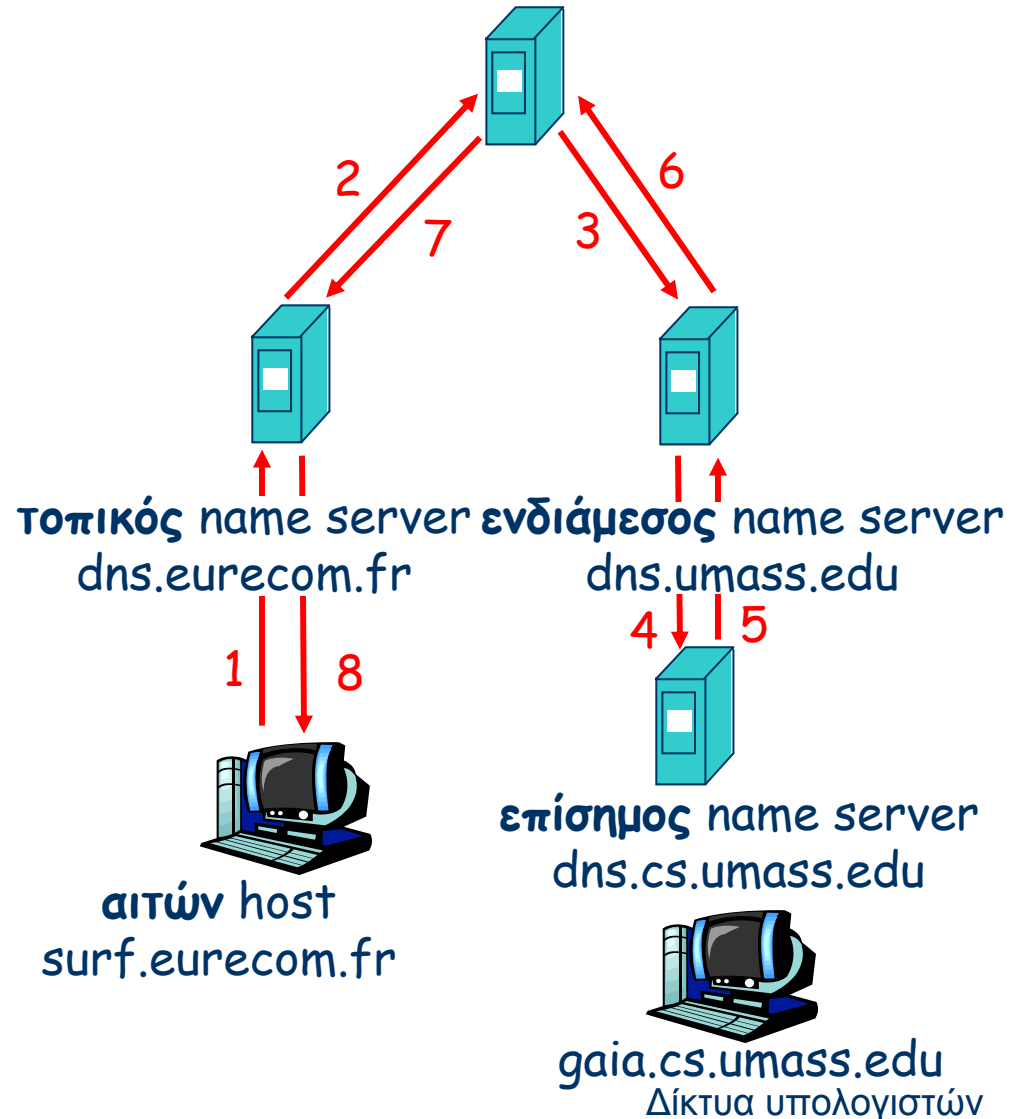 2
7
3
6
τοπικός name server
dns.eurecom.fr
ενδιάμεσος name server
dns.umass.edu
1
8
4
5
αιτών host
surf.eurecom.fr
επίσημος name server
dns.cs.umass.edu
gaia.cs.umass.edu
Δίκτυα υπολογιστών